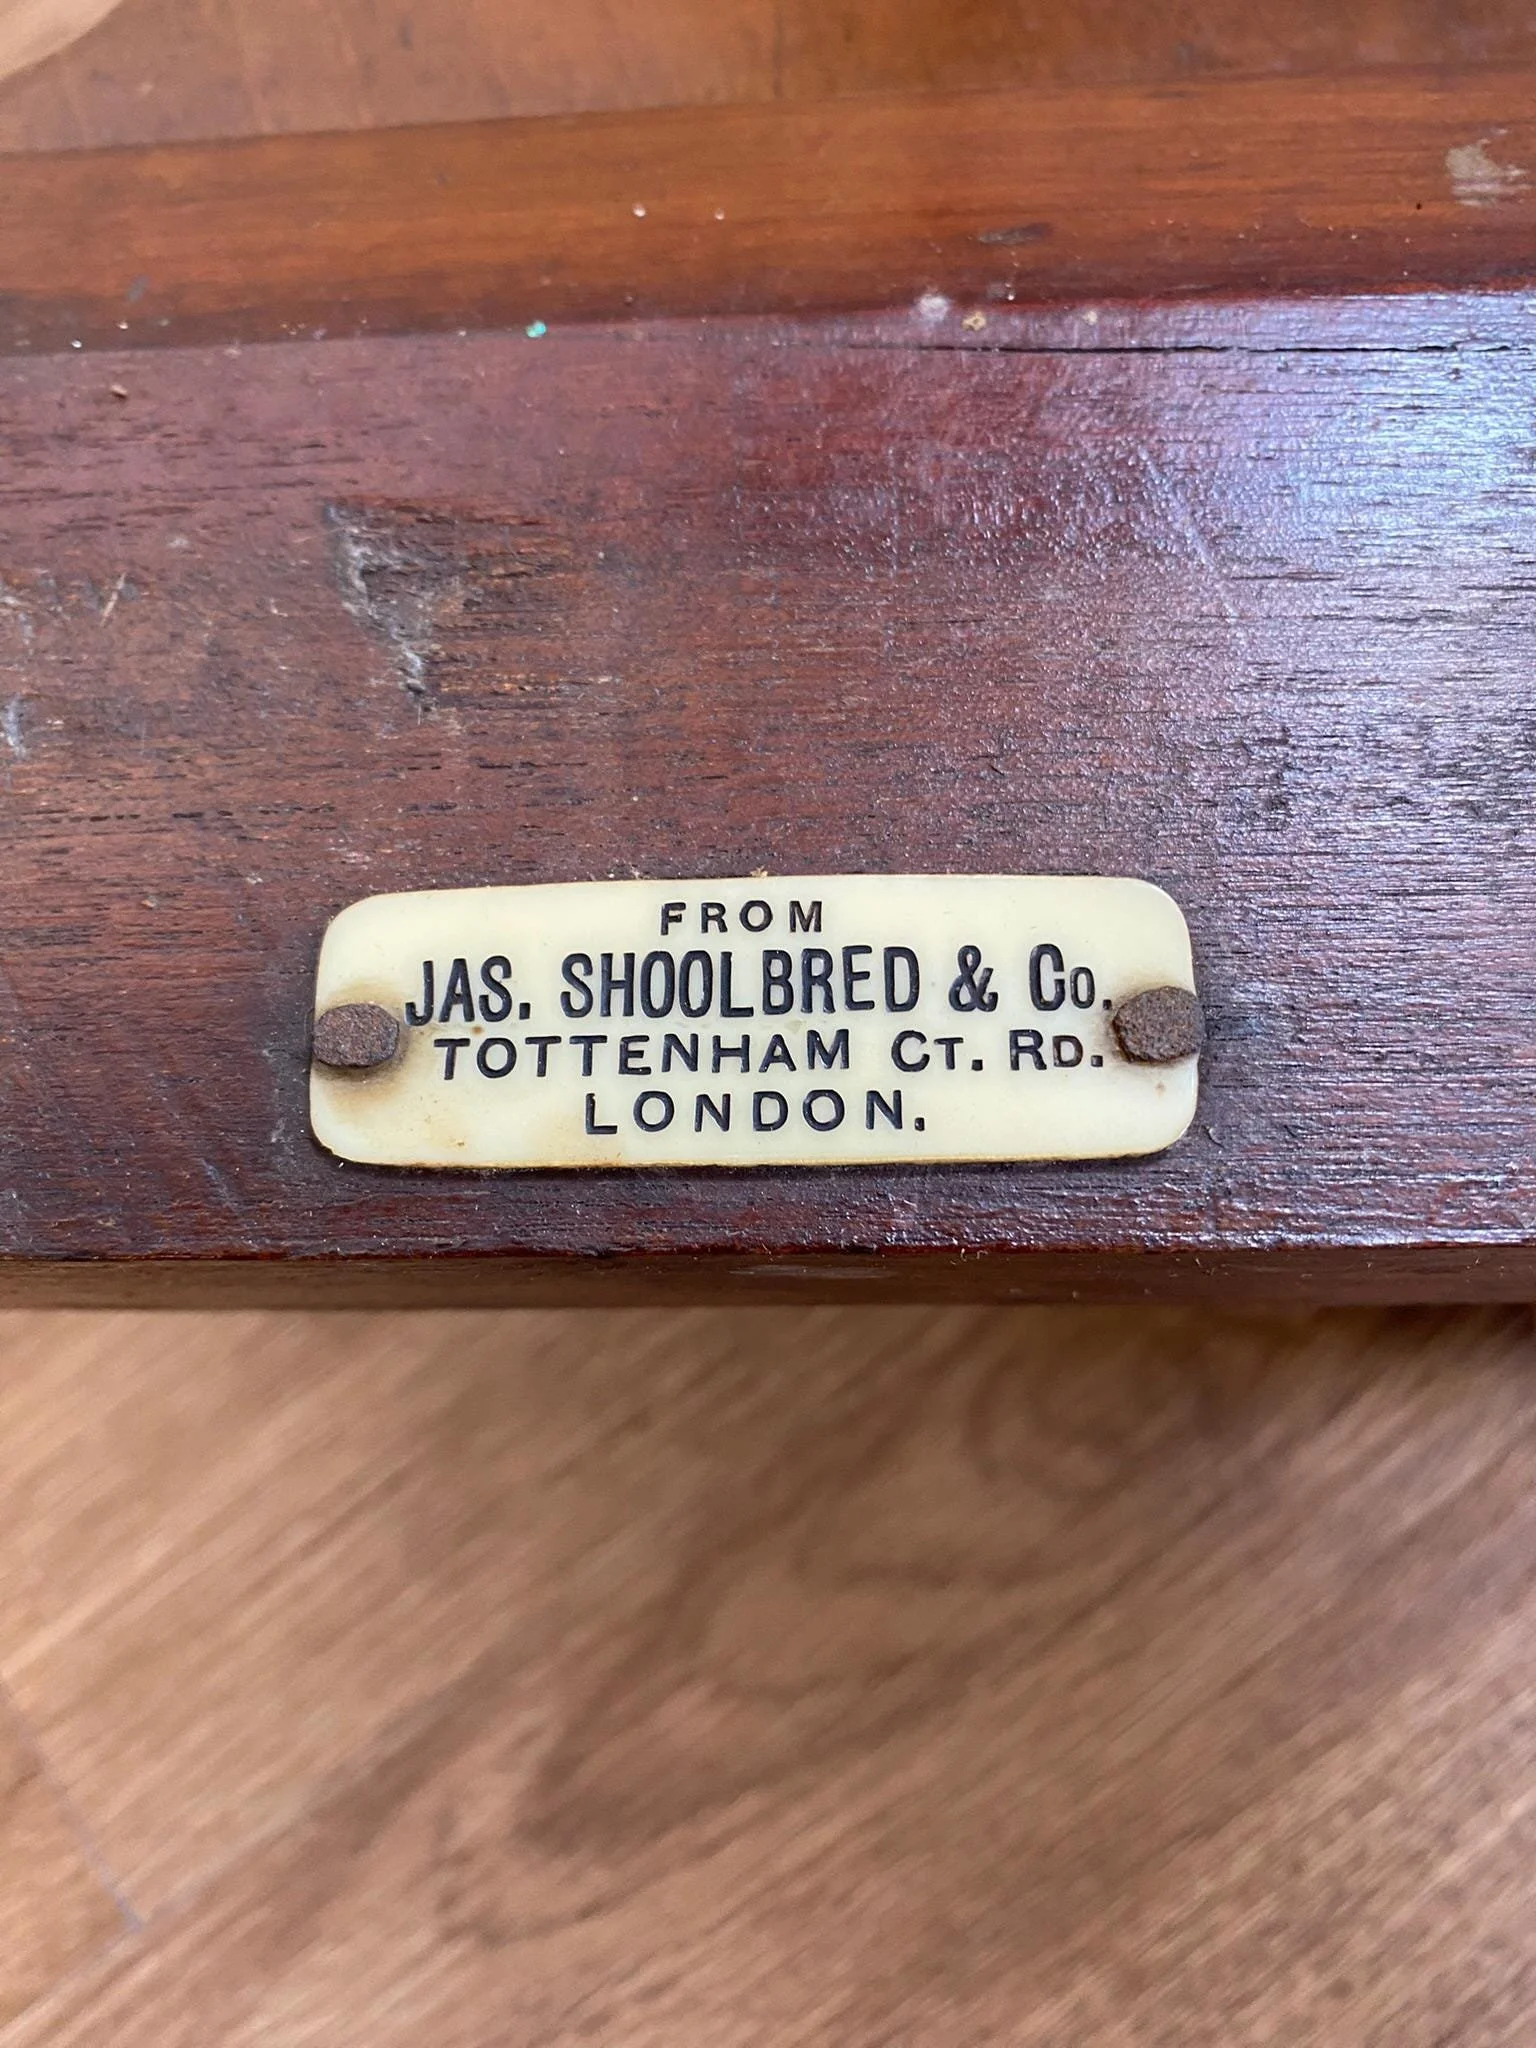 FROM
JAS. SHOOLBRED & Co.
TOTTENHAM CT. RD.
LONDON.